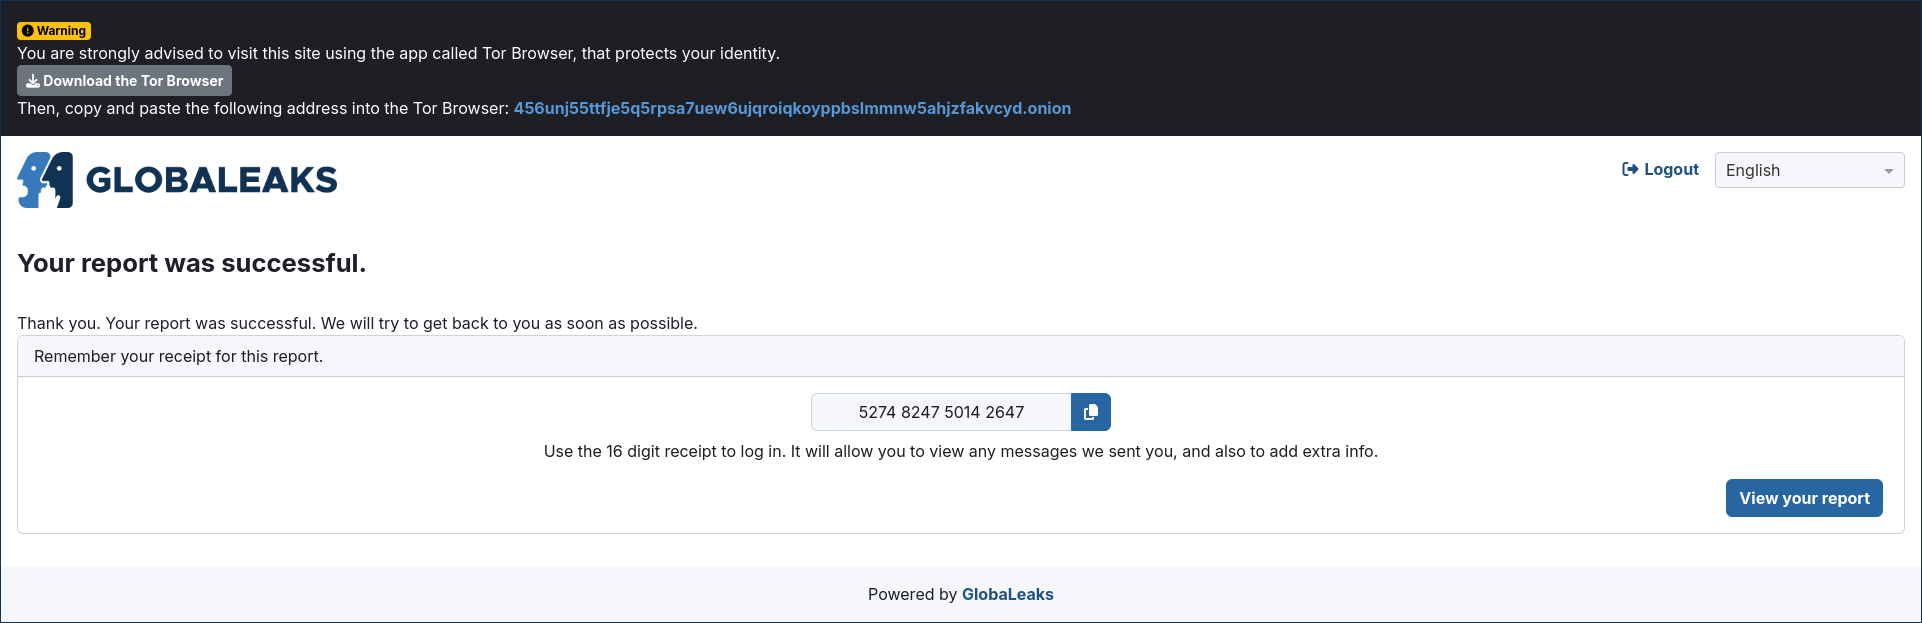 Warning
You are strongly advised to visit this site using the app called Tor Browser, that protects your identity.
Download the Tor Browser
Then, copy and paste the following address into the Tor Browser: 456unj55ttfje5q5rpsa7uew6ujqroiqkoyppbslmmnw5ahjzfakvcyd.onion
GLOBALEAKS
Logout
English
Your report was successful.
Thank you. Your report was successful. We will try to get back to you as soon as possible.
Remember your receipt for this report.
5274 8247 5014 2647
Use the 16 digit receipt to log in. It will allow you to view any messages we sent you, and also to add extra info.
View your report
Powered by GlobaLeaks